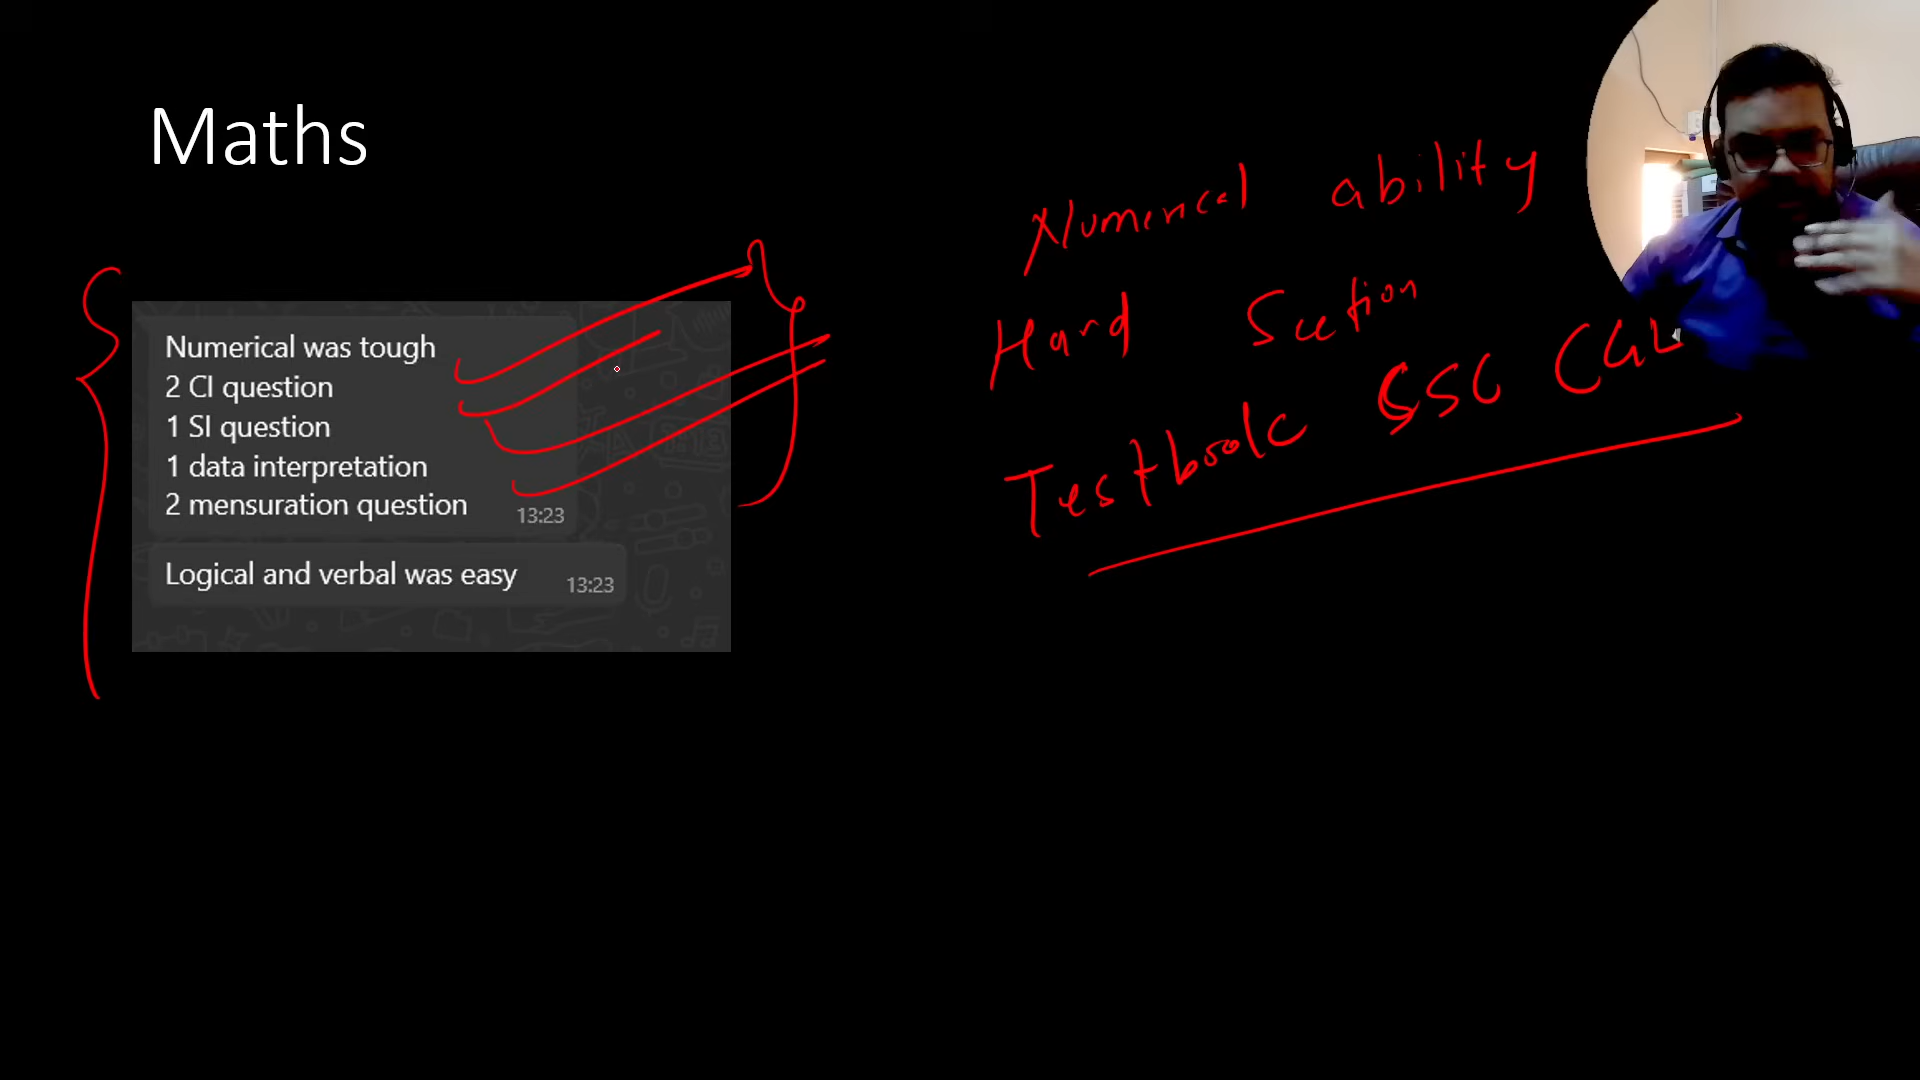 Maths
Numerical was tough
2 CI question
1 SI question
1 data interpretation
2 mensuration question
13:23
Logical and verbal was easy
13:23
Numerical ability
Hard Section
Testbook SSC CGL